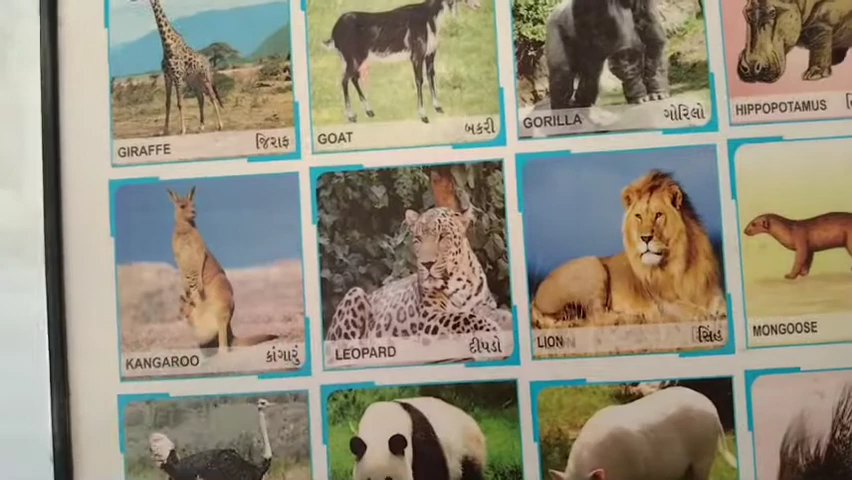 GIRAFFE જિરાફ
GOAT બકરી
GORILLA ગોરિલો
HIPPOPOTAMUS
KANGAROO કાંગારું
LEOPARD દીપડો
LION સિંહ
MONGOOSE